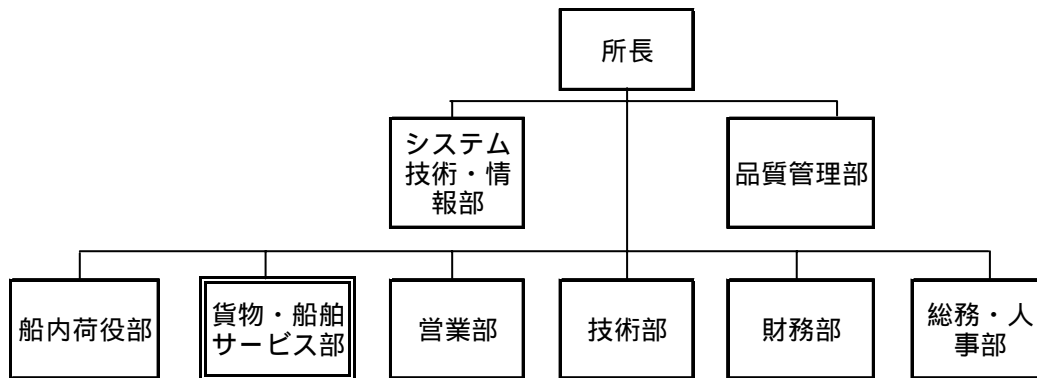 所長
システム
技術・情
報部
品質管理部
船内荷役部
貨物・船舶
サービス部
営業部
技術部
財務部
総務・人
事部